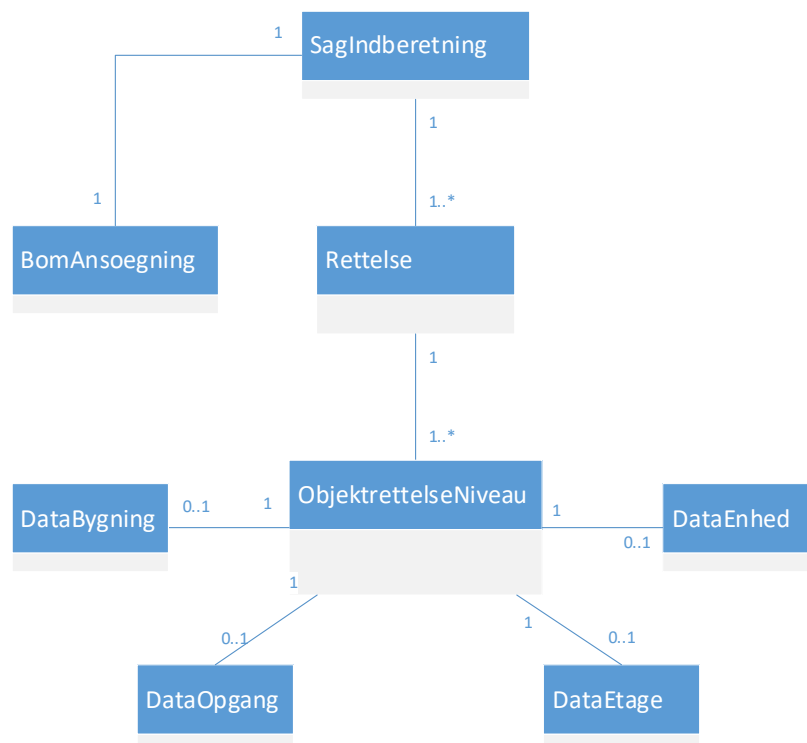 1
SagIndberetning
1
1
1..*
BomAnsoegning
Rettelse
1
1..*
ObjektrettelseNiveau
DataBygning
0..1
1
1
0..1
DataEnhed
1
0..1
1
0..1
DataOpgang
DataEtage